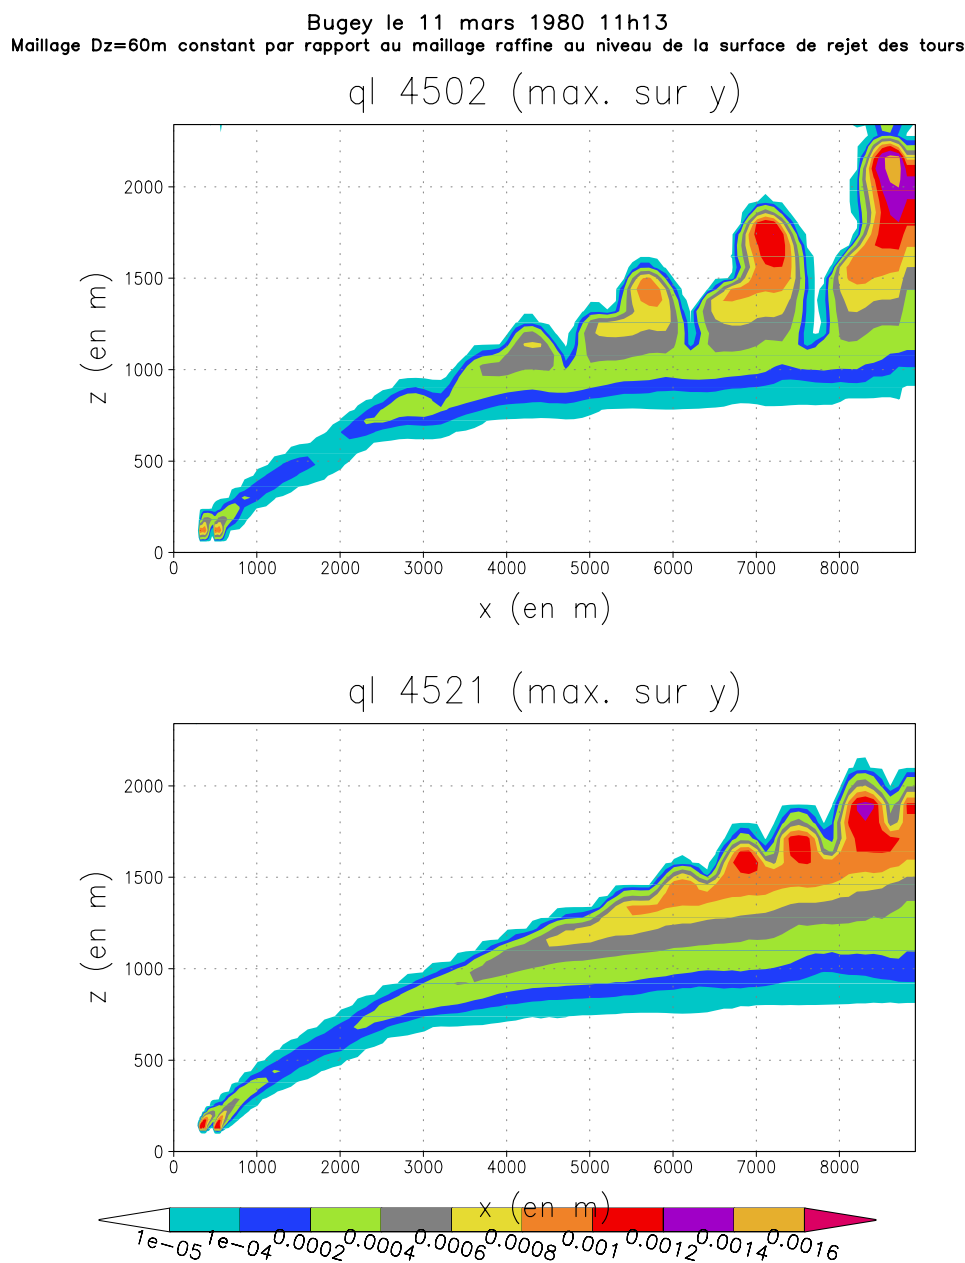 Bugey le 11 mars 1980 11h13
Maillage Dz=60m constant par rapport au maillage raffine au niveau de la surface de rejet des tours
ql 4502 (max. sur y)
2000
1500
1000
500
0
z (en m)
0 1000 2000 3000 4000 5000 6000 7000 8000
x (en m)
ql 4521 (max. sur y)
2000
1500
1000
500
0
z (en m)
0 1000 2000 3000 4000 5000 6000 7000 8000
x (en m)
1e-05 1e-04 0.0002 0.0004 0.0006 0.0008 0.001 0.0012 0.0014 0.0016